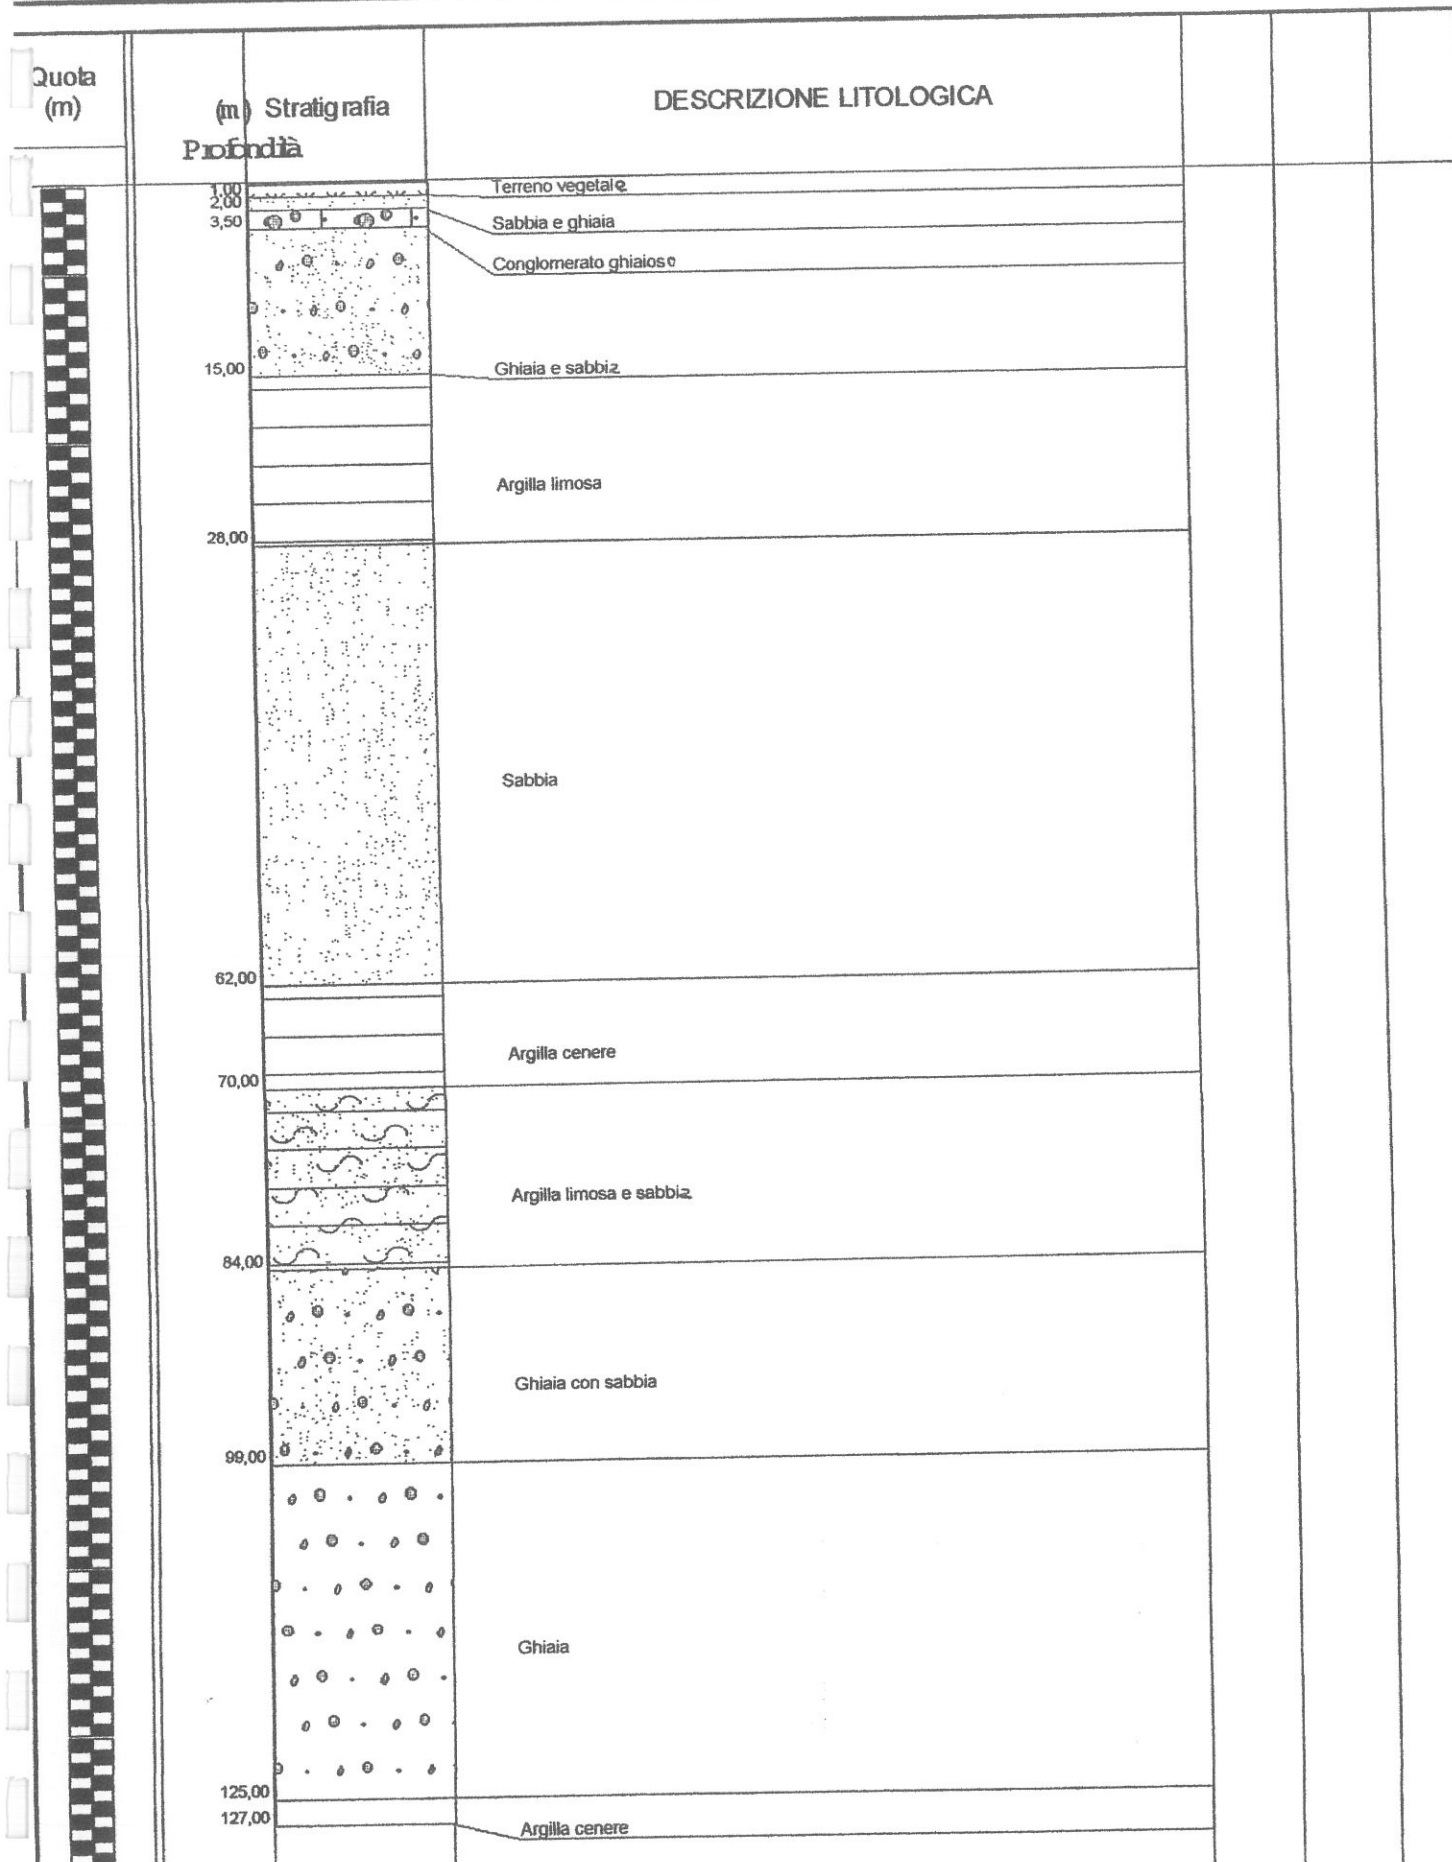 Quota
(m)
(m) Stratigrafia
DESCRIZIONE LITOLOGICA
Profondità
1,00
Terreno vegetale
2,00
3,50
Sabbia e ghiaia
Conglomerato ghiaioso
15,00
Ghiaia e sabbia
Argilla limosa
28,00
Sabbia
62,00
Argilla cenere
70,00
Argilla limosa e sabbia
84,00
Ghiaia con sabbia
99,00
Ghiaia
125,00
127,00
Argilla cenere